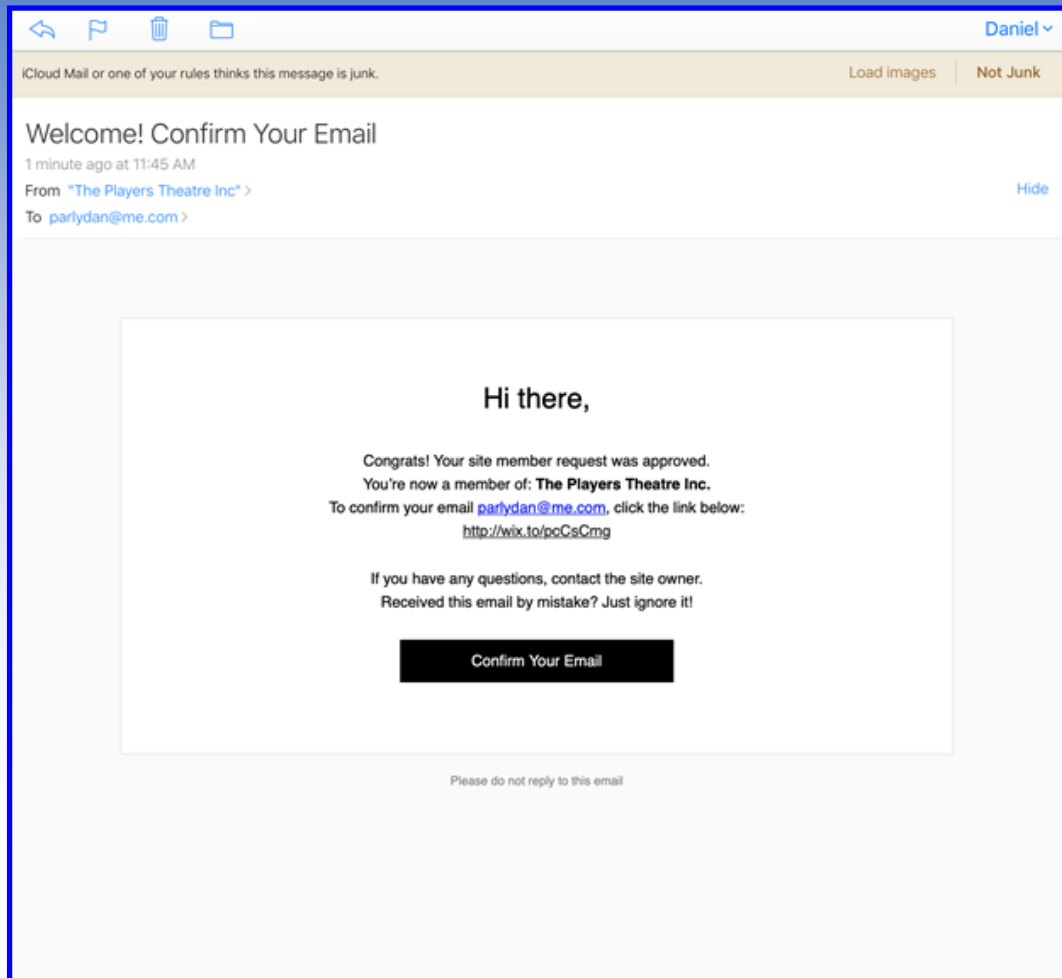 Daniel
iCloud Mail or one of your rules thinks this message is junk.
Load images
Not Junk
Welcome! Confirm Your Email
1 minute ago at 11:45 AM
From "The Players Theatre Inc"
Hide
To parlydan@me.com
Hi there,
Congrats! Your site member request was approved.
You're now a member of: The Players Theatre Inc.
To confirm your email parlydan@me.com, click the link below:
http://wix.to/pcCsCmg
If you have any questions, contact the site owner.
Received this email by mistake? Just ignore it!
Confirm Your Email
Please do not reply to this email